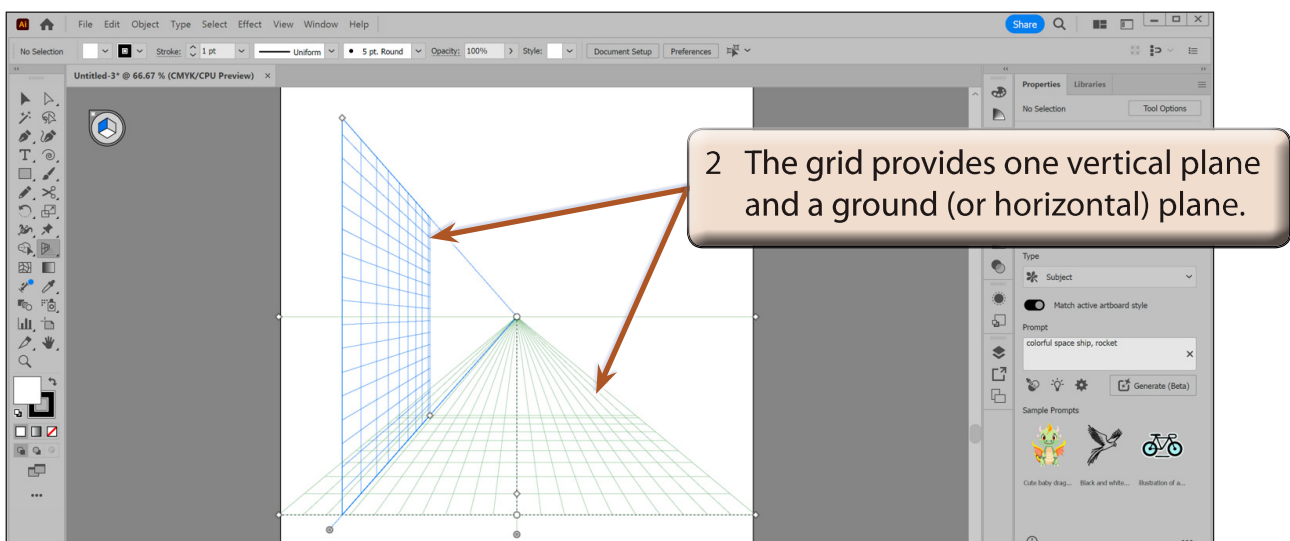 Ai File Edit Object Type Select Effect View Window Help Share
No Selection Stroke: 1 pt Uniform 5 pt. Round Opacity: 100% Style: Document Setup Preferences
Untitled-3* @ 66.67 % (CMYK/CPU Preview) ×
Properties Libraries
No Selection Tool Options
2 The grid provides one vertical plane
and a ground (or horizontal) plane.
Type
Subject
Match active artboard style
Prompt
colorful space ship, rocket
Generate (Beta)
Sample Prompts
Cute baby drag... Black and white... Illustration of a...